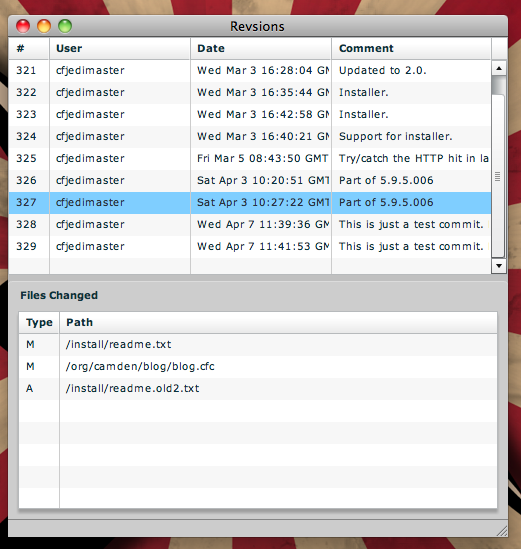 Revsions
# User Date Comment
321 cfjedimaster Wed Mar 3 16:28:04 GM Updated to 2.0.
322 cfjedimaster Wed Mar 3 16:35:44 GM Installer.
323 cfjedimaster Wed Mar 3 16:42:58 GM Installer.
324 cfjedimaster Wed Mar 3 16:40:21 GM Support for installer.
325 cfjedimaster Fri Mar 5 08:43:50 GMT Try/catch the HTTP hit in la
326 cfjedimaster Sat Apr 3 10:20:51 GMT Part of 5.9.5.006
327 cfjedimaster Sat Apr 3 10:27:22 GMT Part of 5.9.5.006
328 cfjedimaster Wed Apr 7 11:39:36 GM This is just a test commit.
329 cfjedimaster Wed Apr 7 11:41:53 GM This is just a test commit.
Files Changed
Type Path
M /install/readme.txt
M /org/camden/blog/blog.cfc
A /install/readme.old2.txt